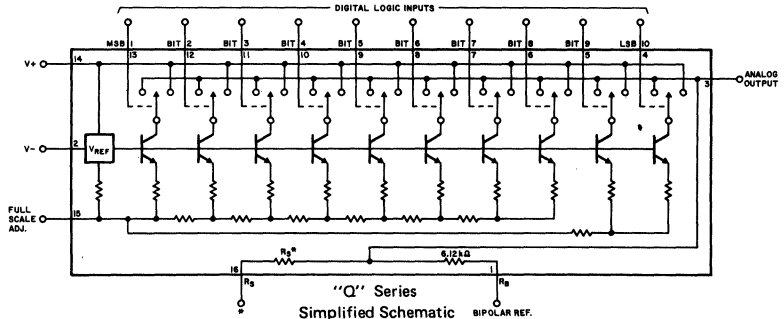 DIGITAL LOGIC INPUTS
MSB 1 BIT 2 BIT 3 BIT 4 BIT 5 BIT 6 BIT 7 BIT 8 BIT 9 LSB 10
13 12 11 10 9 8 7 6 5 4
V+ 14
3 ANALOG
OUTPUT
V- 2 VREF
FULL
SCALE
ADJ.
15
RS* 6.12kΩ
16 1
RS RB
* BIPOLAR REF.
"Q" Series
Simplified Schematic